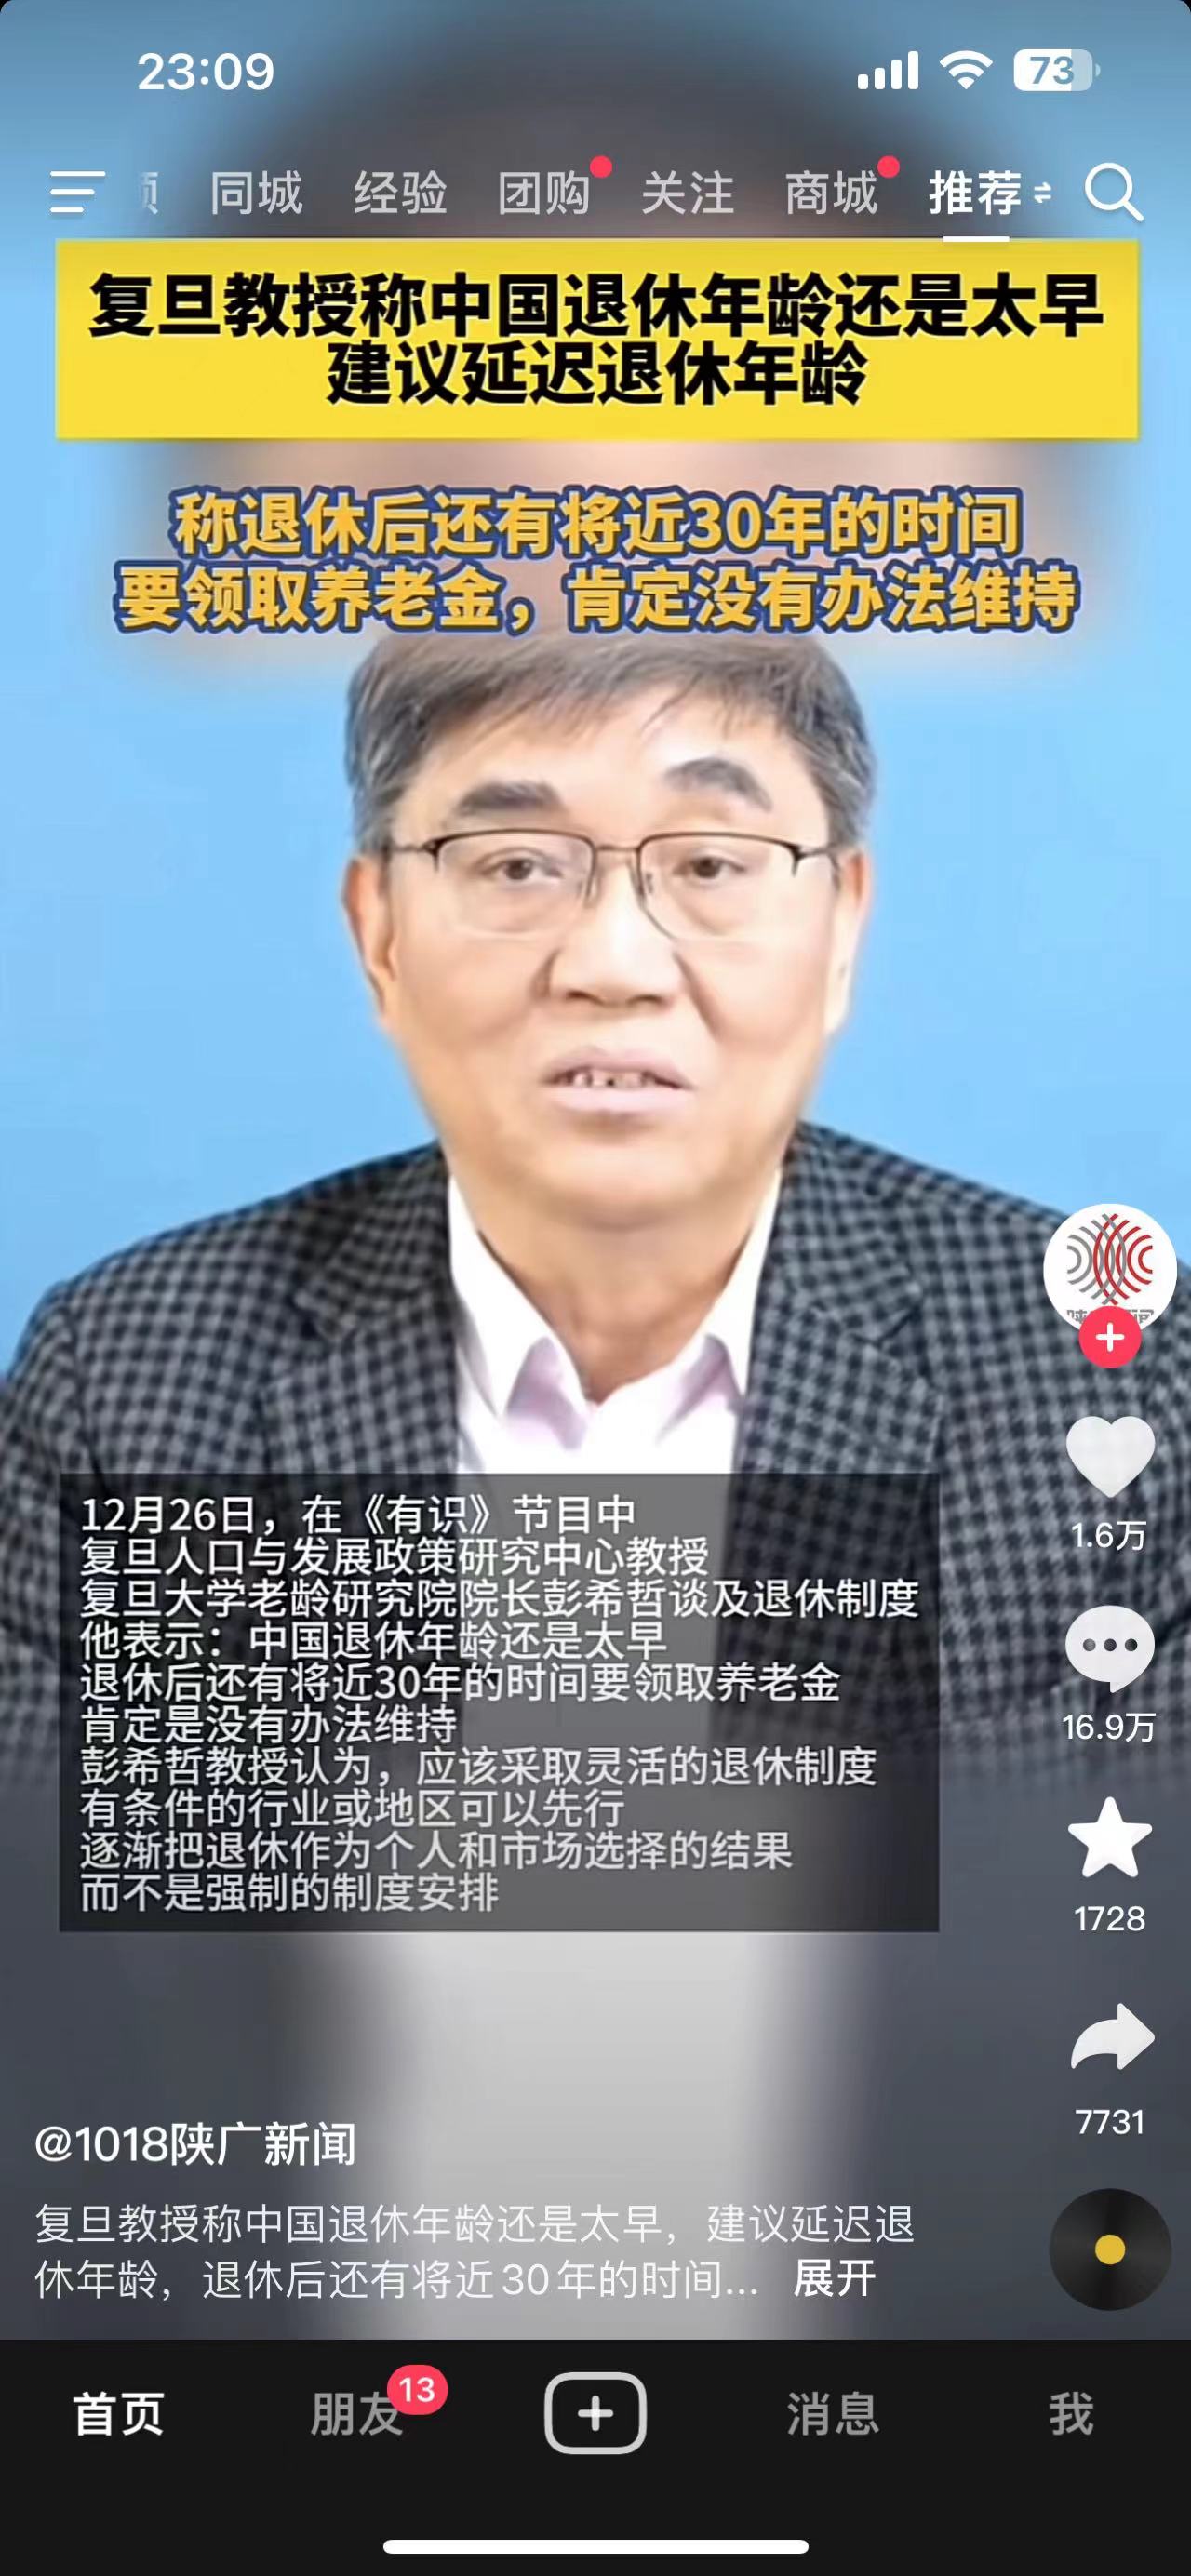 23:09
73
同城 经验 团购 关注 商城 推荐
复旦教授称中国退休年龄还是太早
建议延迟退休年龄
称退休后还有将近30年的时间
要领取养老金，肯定没有办法维持
12月26日，在《有识》节目中
复旦人口与发展政策研究中心教授
复旦大学老龄研究院院长彭希哲谈及退休制度
他表示：中国退休年龄还是太早
退休后还有将近30年的时间要领取养老金
肯定是没有办法维持
彭希哲教授认为，应该采取灵活的退休制度
有条件的行业或地区可以先行
逐渐把退休作为个人和市场选择的结果
而不是强制的制度安排
1.6万
16.9万
1728
7731
@1018陕广新闻
复旦教授称中国退休年龄还是太早，建议延迟退
休年龄，退休后还有将近30年的时间... 展开
首页 朋友 13 消息 我